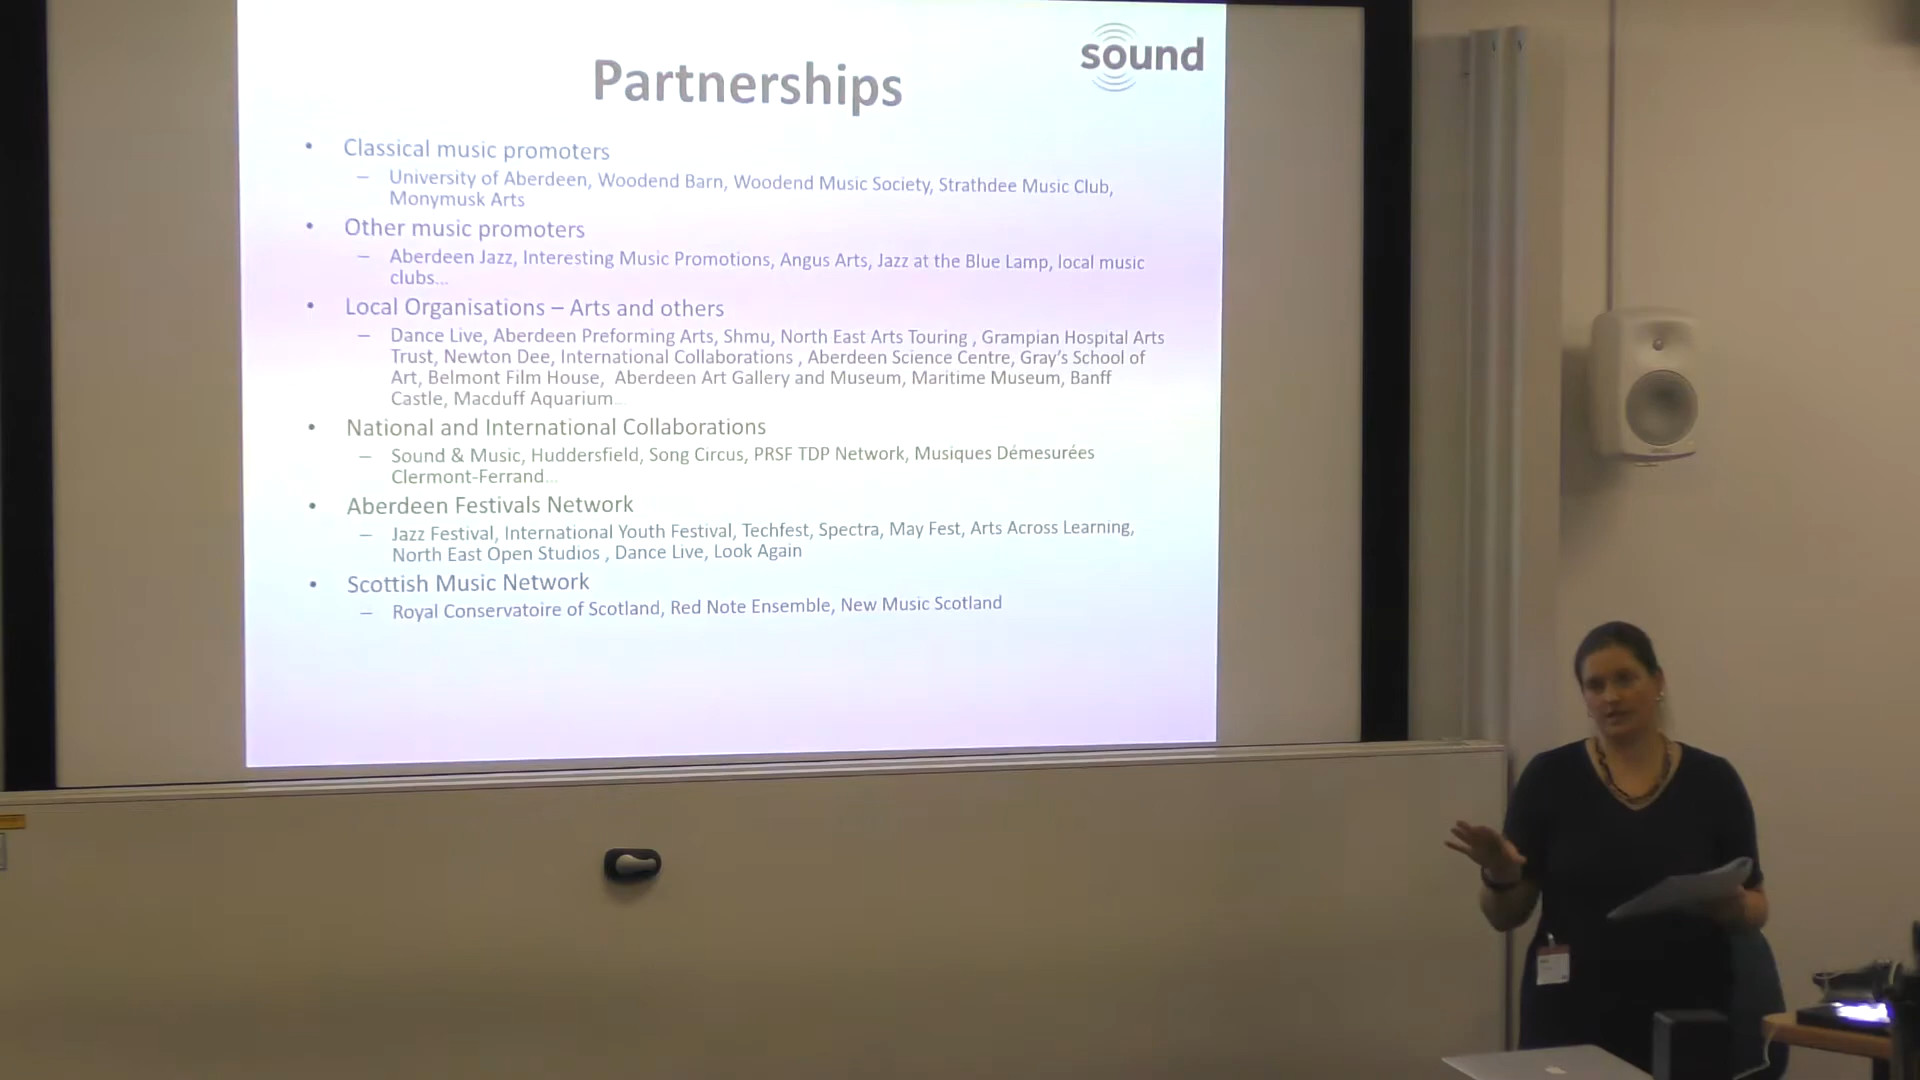 sound
Partnerships
• Classical music promoters
– University of Aberdeen, Woodend Barn, Woodend Music Society, Strathdee Music Club,
Monymusk Arts
• Other music promoters
– Aberdeen Jazz, Interesting Music Promotions, Angus Arts, Jazz at the Blue Lamp, local music
clubs...
• Local Organisations – Arts and others
– Dance Live, Aberdeen Preforming Arts, Shmu, North East Arts Touring , Grampian Hospital Arts
Trust, Newton Dee, International Collaborations , Aberdeen Science Centre, Gray's School of
Art, Belmont Film House, Aberdeen Art Gallery and Museum, Maritime Museum, Banff
Castle, Macduff Aquarium...
• National and International Collaborations
– Sound & Music, Huddersfield, Song Circus, PRSF TDP Network, Musiques Démesurées
Clermont-Ferrand...
• Aberdeen Festivals Network
– Jazz Festival, International Youth Festival, Techfest, Spectra, May Fest, Arts Across Learning,
North East Open Studios , Dance Live, Look Again
• Scottish Music Network
– Royal Conservatoire of Scotland, Red Note Ensemble, New Music Scotland